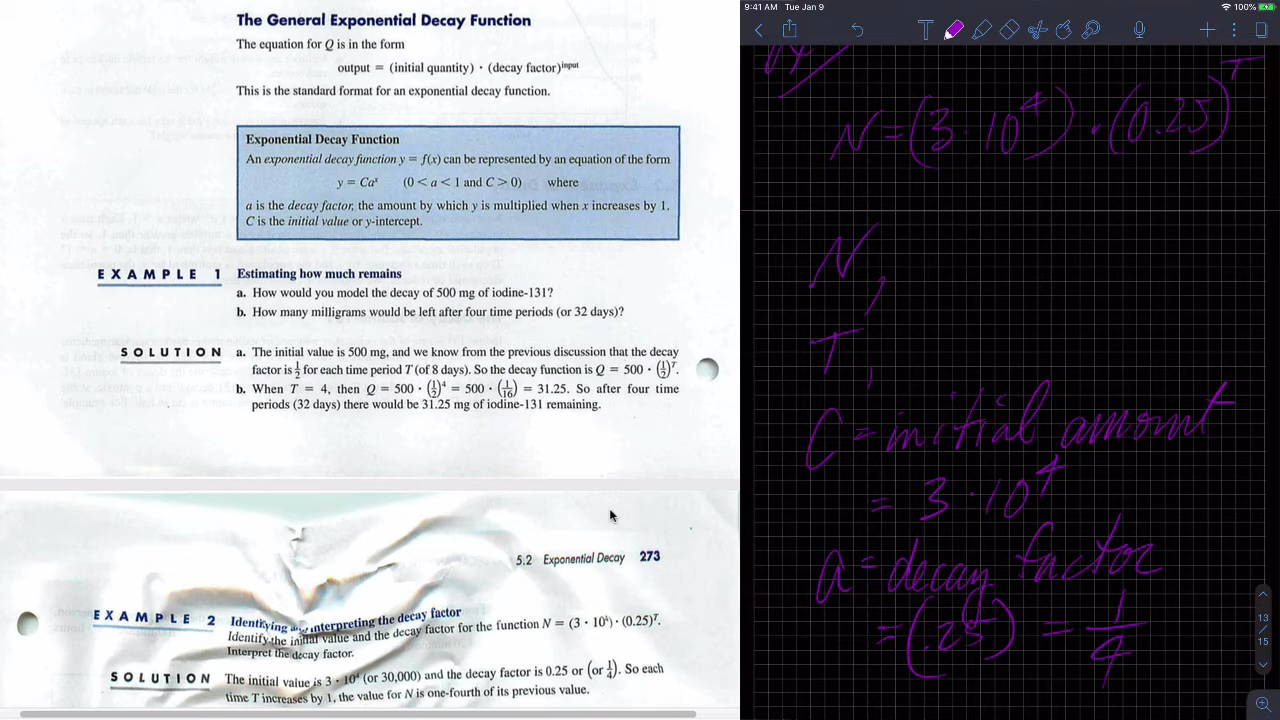 The General Exponential Decay Function
The equation for Q is in the form
output = (initial quantity) · (decay factor)^input
This is the standard format for an exponential decay function.
Exponential Decay Function
An exponential decay function y = f(x) can be represented by an equation of the form
y = Ca^x (0 < a < 1 and C > 0) where
a is the decay factor, the amount by which y is multiplied when x increases by 1.
C is the initial value or y-intercept.
EXAMPLE 1 Estimating how much remains
a. How would you model the decay of 500 mg of iodine-131?
b. How many milligrams would be left after four time periods (or 32 days)?
SOLUTION a. The initial value is 500 mg, and we know from the previous discussion that the decay
factor is 1/2 for each time period T (of 8 days). So the decay function is Q = 500 · (1/2)^T.
b. When T = 4, then Q = 500 · (1/2)^4 = 500 · (1/16) = 31.25. So after four time
periods (32 days) there would be 31.25 mg of iodine-131 remaining.
5.2 Exponential Decay 273
EXAMPLE 2 Identifying interpreting the decay factor
Identify the initial value and the decay factor for the function N = (3 · 10^4) · (0.25)^T.
Interpret the decay factor.
SOLUTION The initial value is 3 · 10^4 (or 30,000) and the decay factor is 0.25 or (or 1/4). So each
time T increases by 1, the value for N is one-fourth of its previous value.
9:41 AM Tue Jan 9
100%
N = (3 · 10^4) · (0.25)^T
N,
T,
C = initial amount
= 3 · 10^4
a = decay factor
= (.25) = 1/4
13
/
15